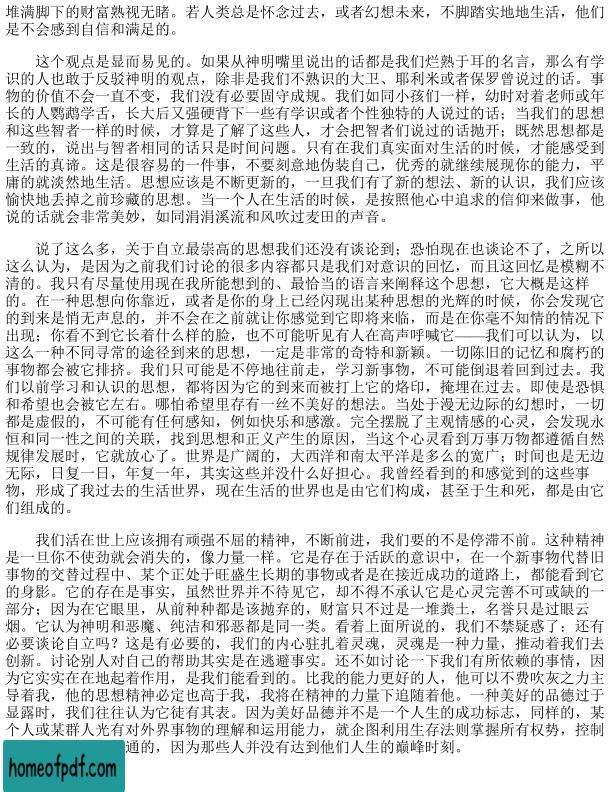 堆满脚下的财富熟视无睹。若人类总是怀念过去，或者幻想未来，不脚踏实地地生活，他们
是不会感到自信和满足的。
这个观点是显而易见的。如果从神明嘴里说出的话都是我们烂熟于耳的名言，那么有学
识的人也敢于反驳神明的观点，除非是我们不熟识的大卫、耶利米或者保罗曾说过的话。事
物的价值不会一直不变，我们没有必要固守成规。我们如同小孩们一样，幼时对着老师或年
长的人鹦鹉学舌，长大后又强硬背下一些有学识或者个性独特的人说过的话；当我们的思想
和这些智者一样的时候，才算是了解了这些人，才会把智者们说过的话抛开；既然思想都是
一致的，说出与智者相同的话只是时间问题。只有在我们真实面对生活的时候，才能感受到
生活的真谛。这是很容易的一件事，不要刻意地伪装自己，优秀的就继续展现你的能力，平
庸的就淡然地生活。思想应该是不断更新的，一旦我们有了新的想法、新的认识，我们应该
愉快地丢掉之前珍藏的思想。当一个人在生活的时候，是按照他心中追求的信仰来做事，他
说的话就会非常美妙，如同涓涓溪流和风吹过麦田的声音。
说了这么多，关于自立最崇高的思想我们还没有谈论到；恐怕现在也谈论不了，之所以
这么认为，是因为之前我们讨论的很多内容都只是我们对意识的回忆，而且这回忆是模糊不
清的。我只有尽量使用现在我所能想到的、最恰当的语言来阐释这个思想，它大概是这样
的。在一种思想向你靠近，或者是你的身上已经闪现出某种思想的光辉的时候，你会发现它
的到来是悄无声息的，并不会在之前就让你感觉到它即将来临，而是在你毫不知情的情况下
出现；你看不到它长着什么样的脸，也不可能听见有人在高声呼喊它——我们可以认为，以
这么一种不同寻常的途径到来的思想，一定是非常的奇特和新颖。一切陈旧的记忆和腐朽的
事物都会被它排挤。我们只可能是不停地往前走，学习新事物，不可能倒退着回到过去。我
们以前学习和认识的思想，都将因为它的到来而被打上它的烙印，掩埋在过去。即使是恐惧
和希望也会被它左右。哪怕希望里存有一丝不美好的想法。当处于漫无边际的幻想时，一切
都是虚假的，不可能有任何感知，例如快乐和感激。完全摆脱了主观情感的心灵，会发现永
恒和同一性之间的关联，找到思想和正义产生的原因，当这个心灵看到万事万物都遵循自然
规律发展时，它就放心了。世界是广阔的，大西洋和南太平洋是多么的宽广；时间也是无边
无际，日复一日，年复一年，其实这些并没什么好担心。我曾经看到的和感觉到的这些事
物，形成了我过去的生活世界，现在生活的世界也是由它们构成，甚至于生和死，都是由它
们组成的。
我们活在世上应该拥有顽强不屈的精神，不断前进，我们要的不是停滞不前。这种精神
是一旦你不使劲就会消失的，像力量一样。它是存在于活跃的意识中，在一个新事物代替旧
事物的交替过程中、某个正处于旺盛生长期的事物或者是在接近成功的道路上，都能看到它
的身影。它的存在是事实，虽然世界并不待见它，却不得不承认它是心灵完善不可或缺的一
部分；因为在它眼里，从前种种都是该抛弃的，财富只不过是一堆粪土，名誉只是过眼云
烟。它认为神明和恶魔、纯洁和邪恶都是同一类。看着上面所说的，我们不禁疑惑了：还有
必要谈论自立吗？这是有必要的，我们的内心驻扎着灵魂，灵魂是一种力量，推动着我们去
创新。讨论别人对自己的帮助其实是在逃避事实。还不如讨论一下我们有所依赖的事情，因
为它实实在在地起着作用，是我们能看到的。比我的能力更好的人，他可以不费吹灰之力主
导着我，他的思想精神必定也高于我，我将在精神的力量下追随着他。一种美好的品德过于
显露时，我们往往认为它徒有其表。因为美好品德并不是一个人生的成功标志，同样的，某
个人或某群人光有对外界事物的理解和运用能力，就企图利用生存法则掌握所有权势，控制
通的，因为那些人并没有达到他们人生的巅峰时刻。
homeofpdf.com